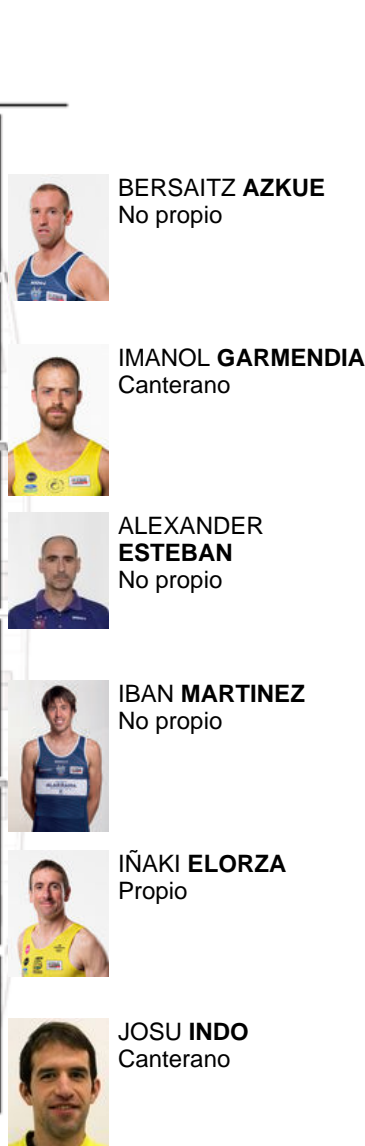 BERSAITZ AZKUE
No propio
IMANOL GARMENDIA
Canterano
ALEXANDER
ESTEBAN
No propio
IBAN MARTINEZ
No propio
IÑAKI ELORZA
Propio
JOSU INDO
Canterano